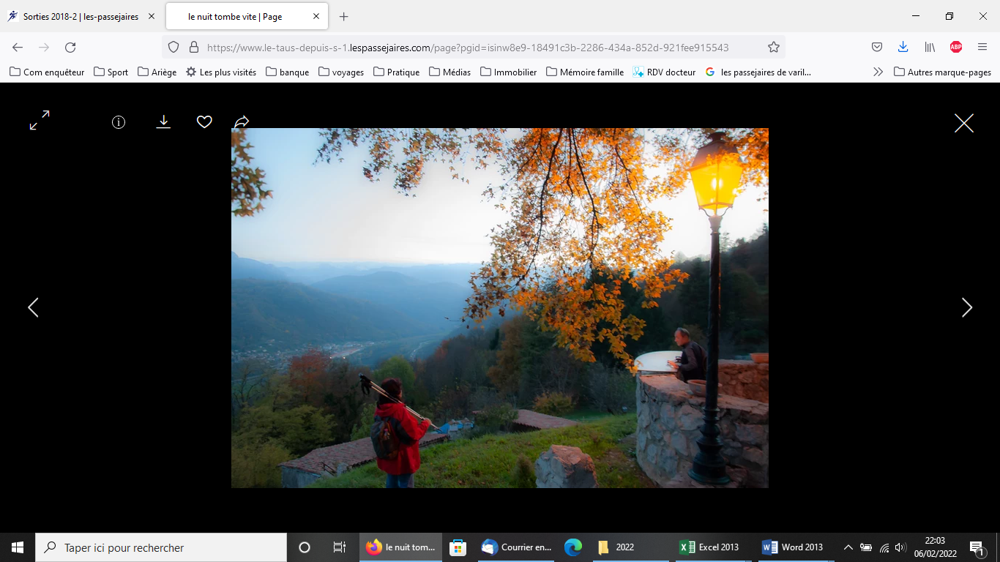 Sorties 2018-2 | les-passejaires
le nuit tombe vite | Page
https://www.le-taus-depuis-s-1.lespassejaires.com/page?pgid=isinw8e9-18491c3b-2286-434a-852d-921fee915543
ABP
Com enquêteur
Sport
Ariège
Les plus visités
banque
voyages
Pratique
Médias
Immobilier
Mémoire famille
RDV docteur
les passejaires de varil...
Autres marque-pages
Taper ici pour rechercher
le nuit tom...
Courrier en...
2022
Excel 2013
Word 2013
22:03
06/02/2022
1